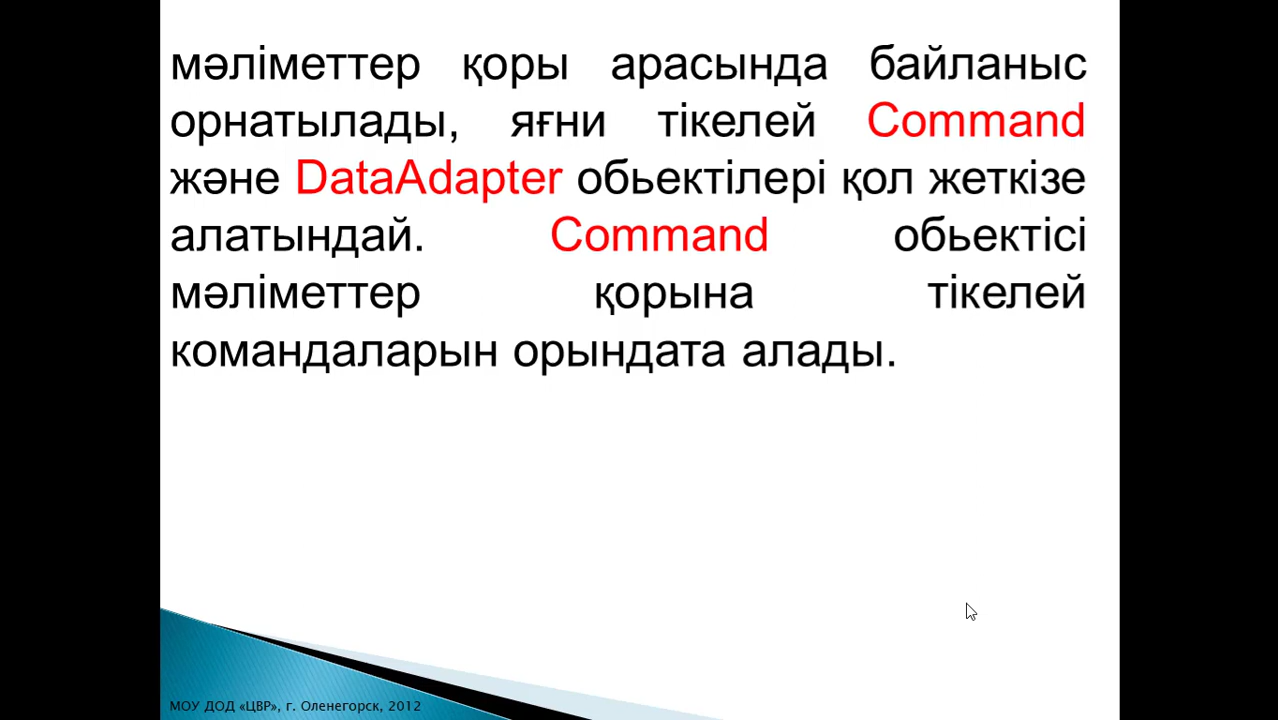 мәліметтер қоры арасында байланыс
орнатылады, яғни тікелей Command
және DataAdapter обьектілері қол жеткізе
алатындай. Command обьектісі
мәліметтер қорына тікелей
командаларын орындата алады.
МОУ ДОД «ЦВР», г. Оленегорск, 2012